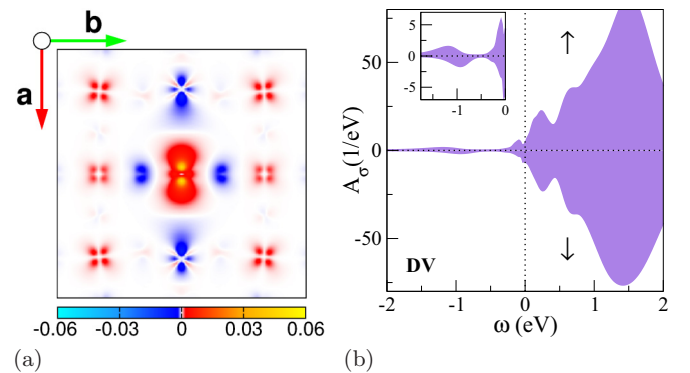 b
a
-0.06 -0.03 0 0.03 0.06
(a)
A_σ(1/eV)
50
0
-50
5
0
-5
-1 0
↑
↓
DV
-2 -1 0 1 2
ω (eV)
(b)